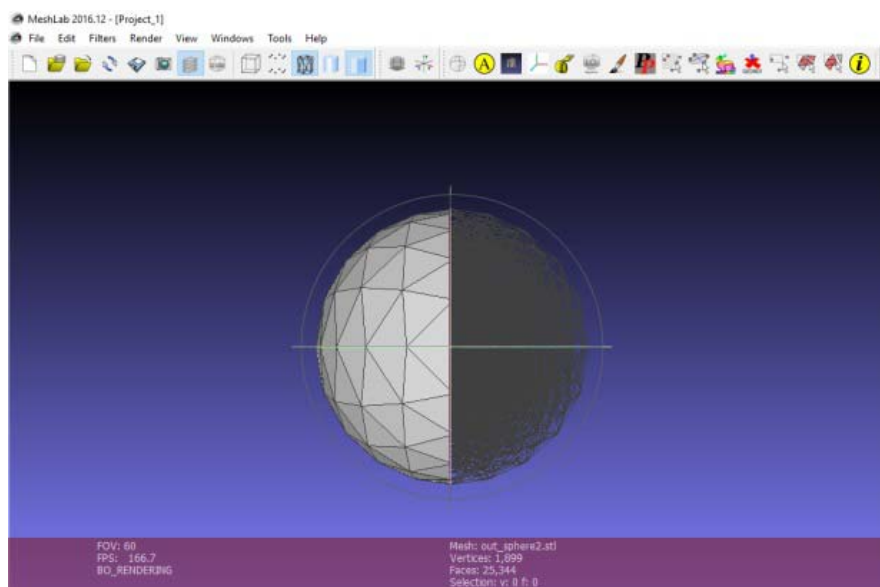 MeshLab 2016.12 - [Project_1]
File Edit Filters Render View Windows Tools Help
A
i
FOV: 60
FPS: 166.7
BO_RENDERING
Mesh: out_sphere2.stl
Vertices: 1,899
Faces: 25,344
Selection: v: 0 f: 0